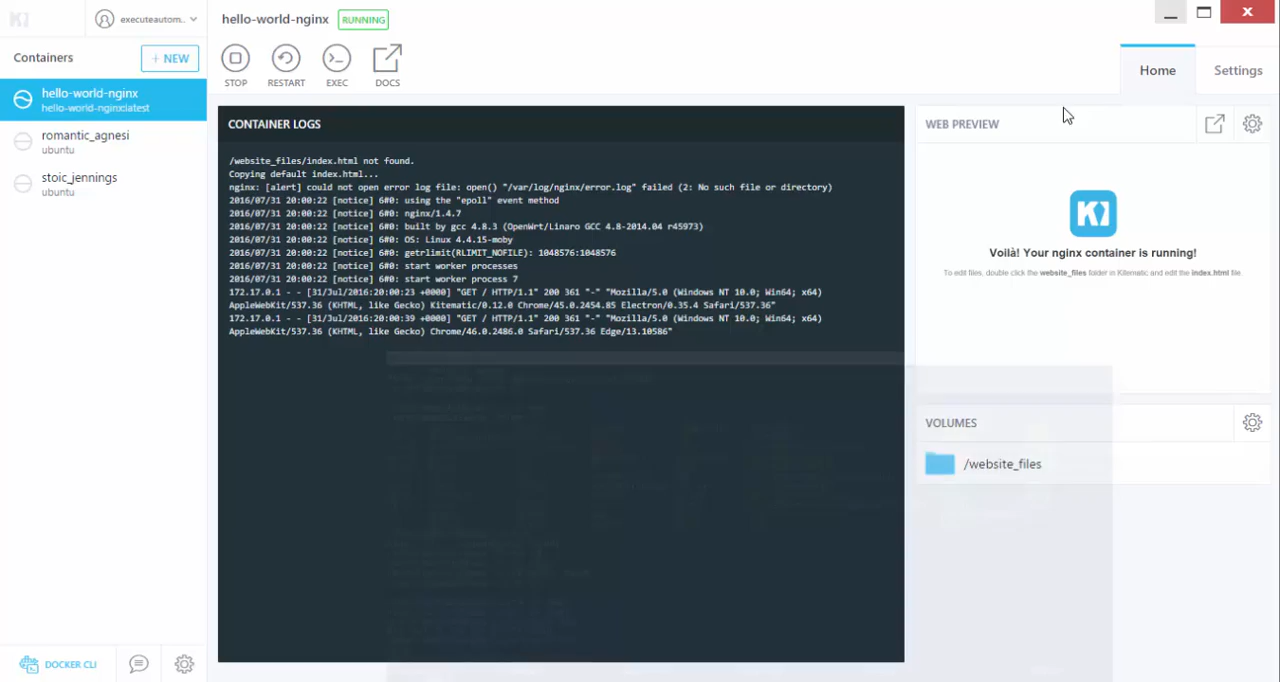 executeautom..
hello-world-nginx
RUNNING
Containers
+ NEW
STOP
RESTART
EXEC
DOCS
Home
Settings
hello-world-nginx
hello-world-nginx:latest
romantic_agnesi
ubuntu
stoic_jennings
ubuntu
CONTAINER LOGS
/website_files/index.html not found.
Copying default index.html...
nginx: [alert] could not open error log file: open() "/var/log/nginx/error.log" failed (2: No such file or directory)
2016/07/31 20:00:22 [notice] 6#0: using the "epoll" event method
2016/07/31 20:00:22 [notice] 6#0: nginx/1.4.7
2016/07/31 20:00:22 [notice] 6#0: built by gcc 4.8.3 (OpenWrt/Linaro GCC 4.8-2014.04 r45973)
2016/07/31 20:00:22 [notice] 6#0: OS: Linux 4.4.15-moby
2016/07/31 20:00:22 [notice] 6#0: getrlimit(RLIMIT_NOFILE): 1048576:1048576
2016/07/31 20:00:22 [notice] 6#0: start worker processes
2016/07/31 20:00:22 [notice] 6#0: start worker process 7
172.17.0.1 - - [31/Jul/2016:20:00:23 +0000] "GET / HTTP/1.1" 200 361 "-" "Mozilla/5.0 (Windows NT 10.0; Win64; x64)
AppleWebKit/537.36 (KHTML, like Gecko) Kitematic/0.12.0 Chrome/45.0.2454.85 Electron/0.35.4 Safari/537.36"
172.17.0.1 - - [31/Jul/2016:20:00:39 +0000] "GET / HTTP/1.1" 200 361 "-" "Mozilla/5.0 (Windows NT 10.0; Win64; x64)
AppleWebKit/537.36 (KHTML, like Gecko) Chrome/46.0.2486.0 Safari/537.36 Edge/13.10586"
WEB PREVIEW
Voilà! Your nginx container is running!
To edit files, double click the website_files folder in Kitematic and edit the index.html file.
VOLUMES
/website_files
DOCKER CLI